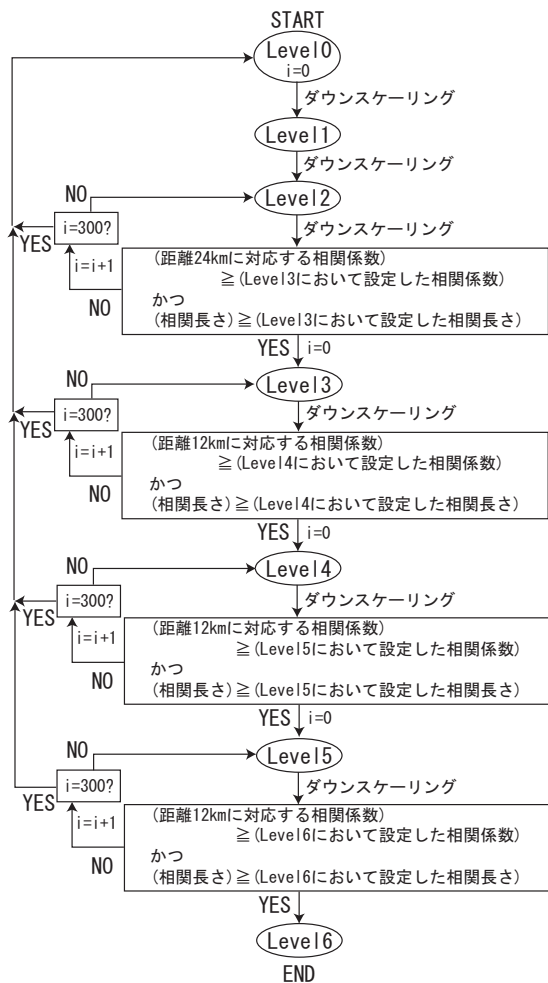 START
Level0
i=0
ダウンスケーリング
Level1
ダウンスケーリング
NO
Level2
i=300?
YES
ダウンスケーリング
i=i+1
NO
(距離24kmに対応する相関係数)
≧(Level3において設定した相関係数)
かつ
(相関長さ)≧(Level3において設定した相関長さ)
YES i=0
NO
Level3
i=300?
YES
ダウンスケーリング
i=i+1
NO
(距離12kmに対応する相関係数)
≧(Level4において設定した相関係数)
かつ
(相関長さ)≧(Level4において設定した相関長さ)
YES i=0
NO
Level4
i=300?
YES
ダウンスケーリング
i=i+1
NO
(距離12kmに対応する相関係数)
≧(Level5において設定した相関係数)
かつ
(相関長さ)≧(Level5において設定した相関長さ)
YES i=0
NO
Level5
i=300?
YES
ダウンスケーリング
i=i+1
NO
(距離12kmに対応する相関係数)
≧(Level6において設定した相関係数)
かつ
(相関長さ)≧(Level6において設定した相関長さ)
YES
Level6
END